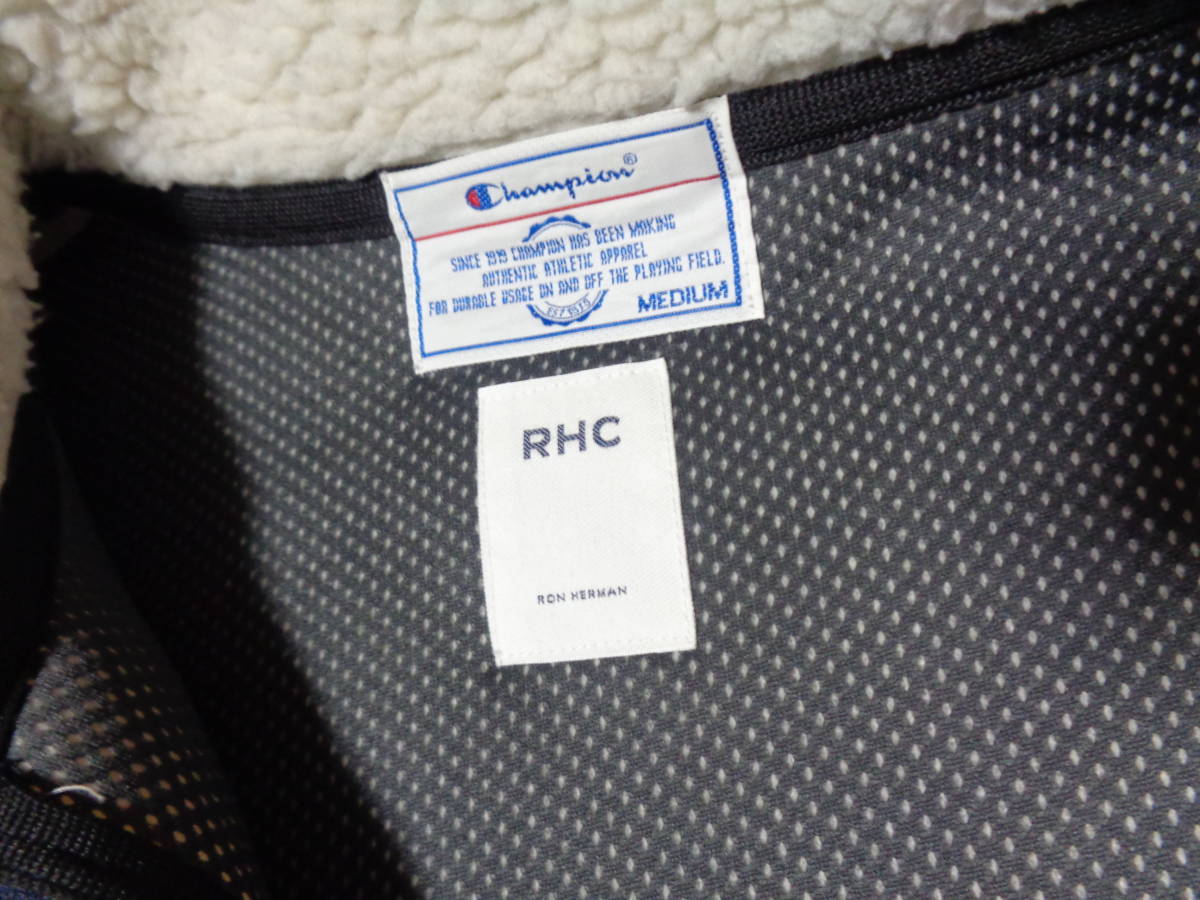 Champion®
SINCE 1919 CHAMPION HAS BEEN MAKING
AUTHENTIC ATHLETIC APPAREL
FOR DURABLE USAGE ON AND OFF THE PLAYING FIELD.
MEDIUM
RHC
RON HERMAN